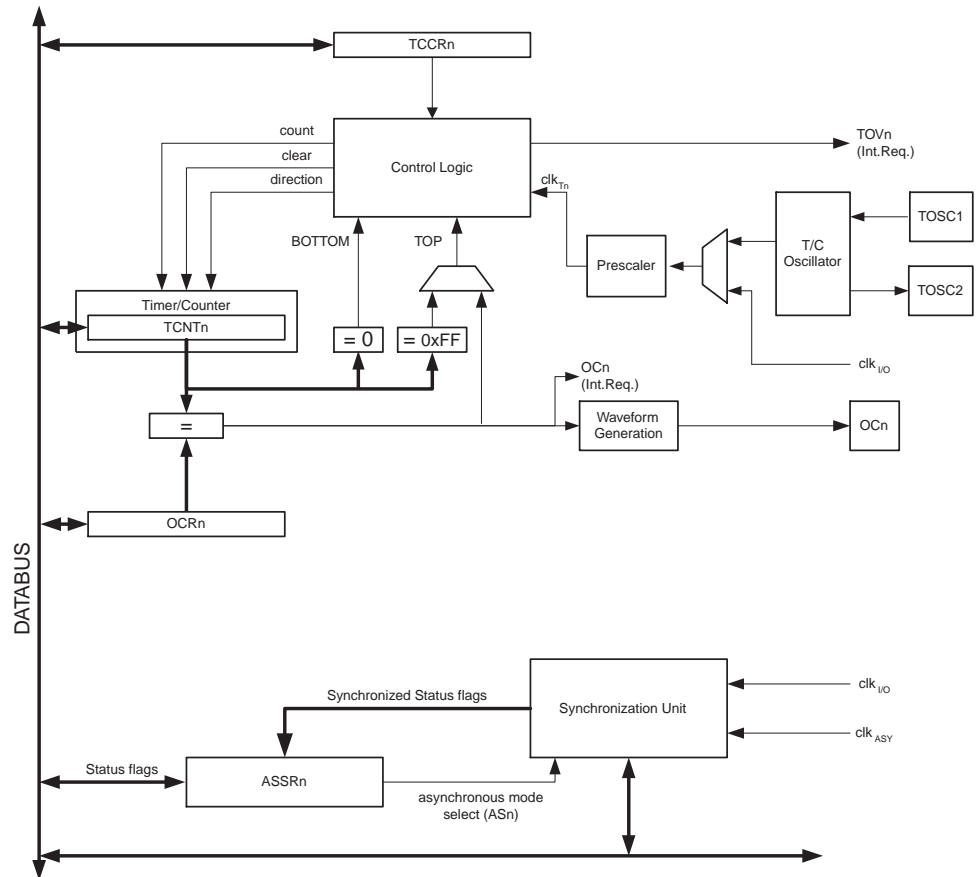 TCCRn
count
clear
direction
Control Logic
TOVn
(Int.Req.)
clkTn
BOTTOM
TOP
Prescaler
T/C
Oscillator
TOSC1
TOSC2
Timer/Counter
TCNTn
= 0
= 0xFF
clkI/O
OCn
(Int.Req.)
=
Waveform
Generation
OCn
OCRn
DATABUS
Synchronized Status flags
Synchronization Unit
clkI/O
clkASY
Status flags
ASSRn
asynchronous mode
select (ASn)